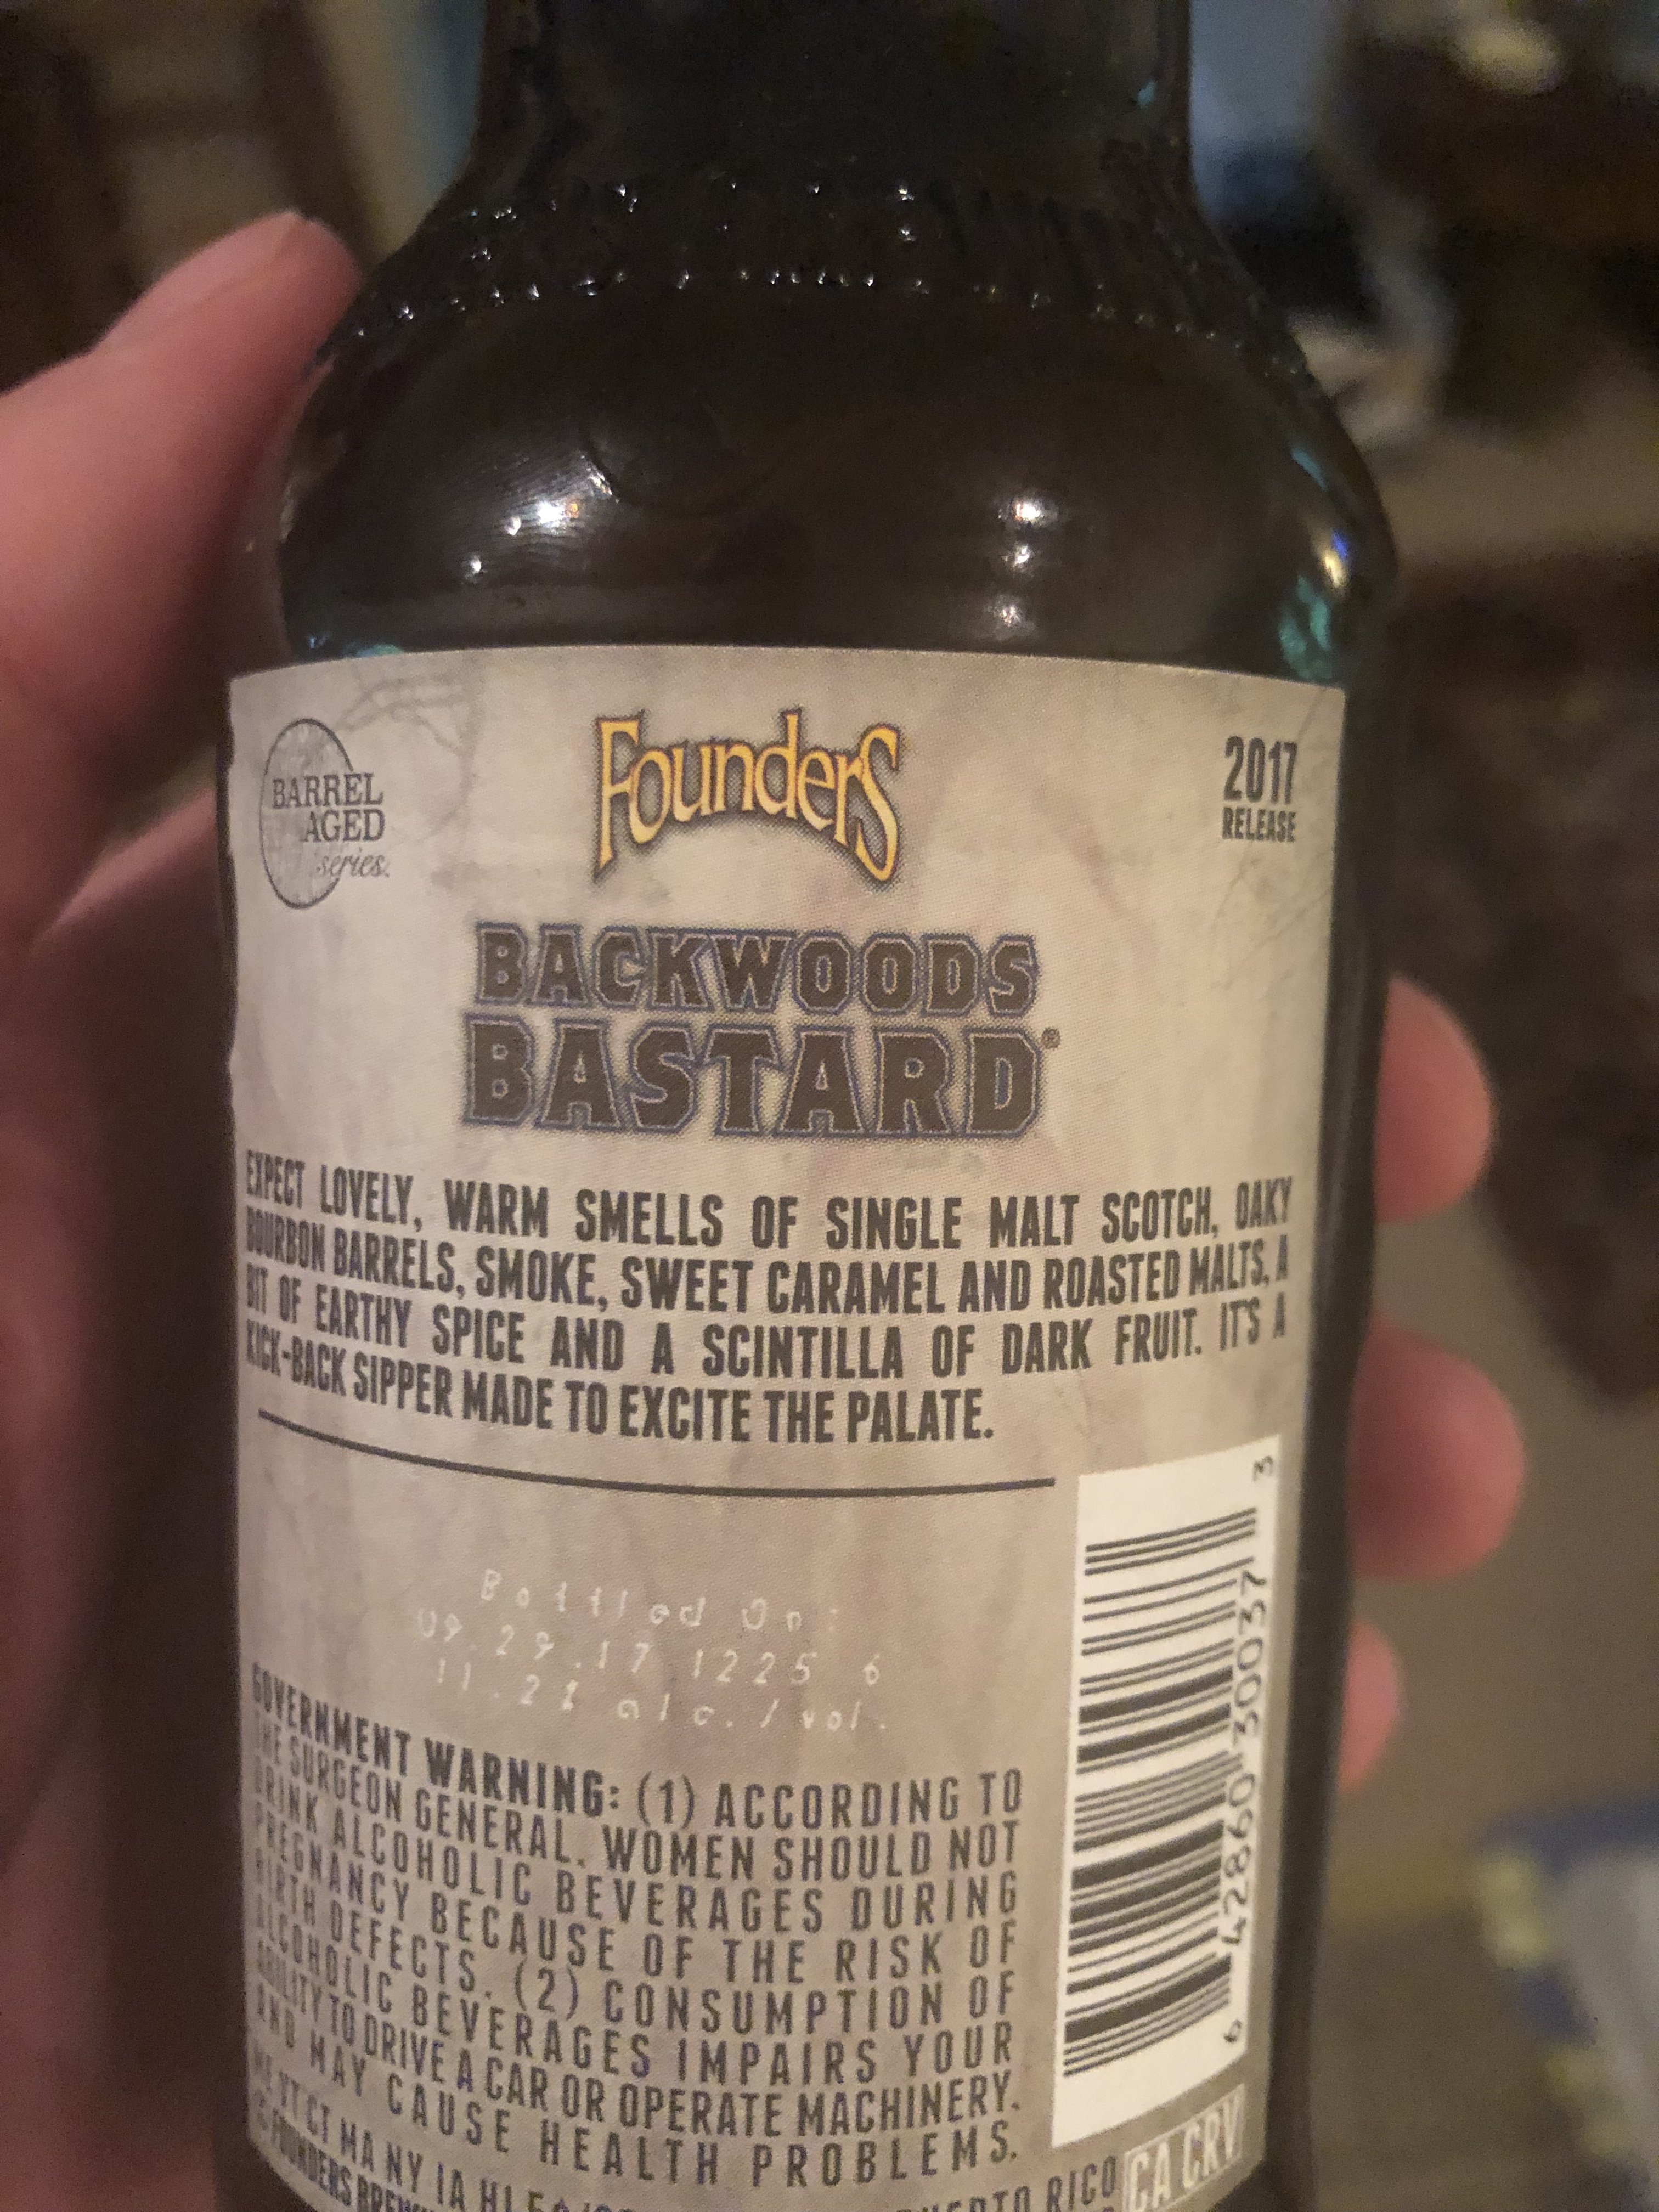 BARREL
AGED
series.
Founders
2017
RELEASE
BACKWOODS
BASTARD®
EXPECT LOVELY, WARM SMELLS OF SINGLE MALT SCOTCH, OAKY
BOURBON BARRELS, SMOKE, SWEET CARAMEL AND ROASTED MALTS, A
BIT OF EARTHY SPICE AND A SCINTILLA OF DARK FRUIT. IT'S A
KICK-BACK SIPPER MADE TO EXCITE THE PALATE.
Bottled On:
09.29.17 1225 6
alc./vol.
GOVERNMENT WARNING: (1) ACCORDING TO
THE SURGEON GENERAL, WOMEN SHOULD NOT
DRINK ALCOHOLIC BEVERAGES DURING
PREGNANCY BECAUSE OF THE RISK OF
BIRTH DEFECTS. (2) CONSUMPTION OF
ALCOHOLIC BEVERAGES IMPAIRS YOUR
ABILITY TO DRIVE A CAR OR OPERATE MACHINERY,
AND MAY CAUSE HEALTH PROBLEMS.
ME VT CT MA NY IA HI PUERTO RICO
CA CRV
© FOUNDERS
6 42860 30037 3